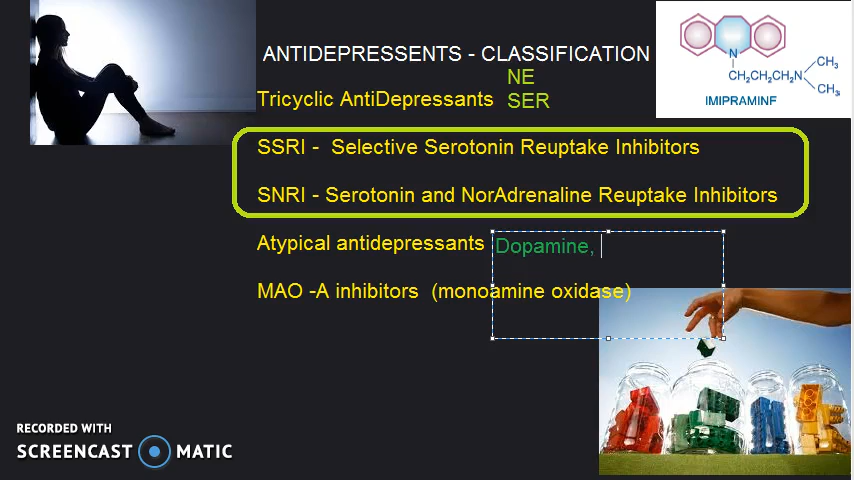 ANTIDEPRESSENTS - CLASSIFICATION
NE
Tricyclic AntiDepressants SER
SSRI - Selective Serotonin Reuptake Inhibitors
SNRI - Serotonin and NorAdrenaline Reuptake Inhibitors
Atypical antidepressants Dopamine,
MAO -A inhibitors (monoamine oxidase)
N
CH₂CH₂CH₂N
CH₃
CH₃
IMIPRAMINE
RECORDED WITH
SCREENCAST MATIC